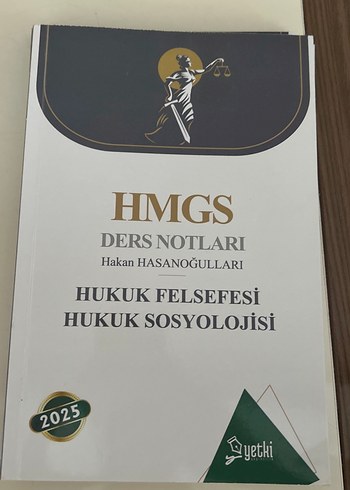 HMGS
DERS NOTLARI
Hakan HASANOĞULLARI
HUKUK FELSEFESİ
HUKUK SOSYOLOJİSİ
2025
yetki